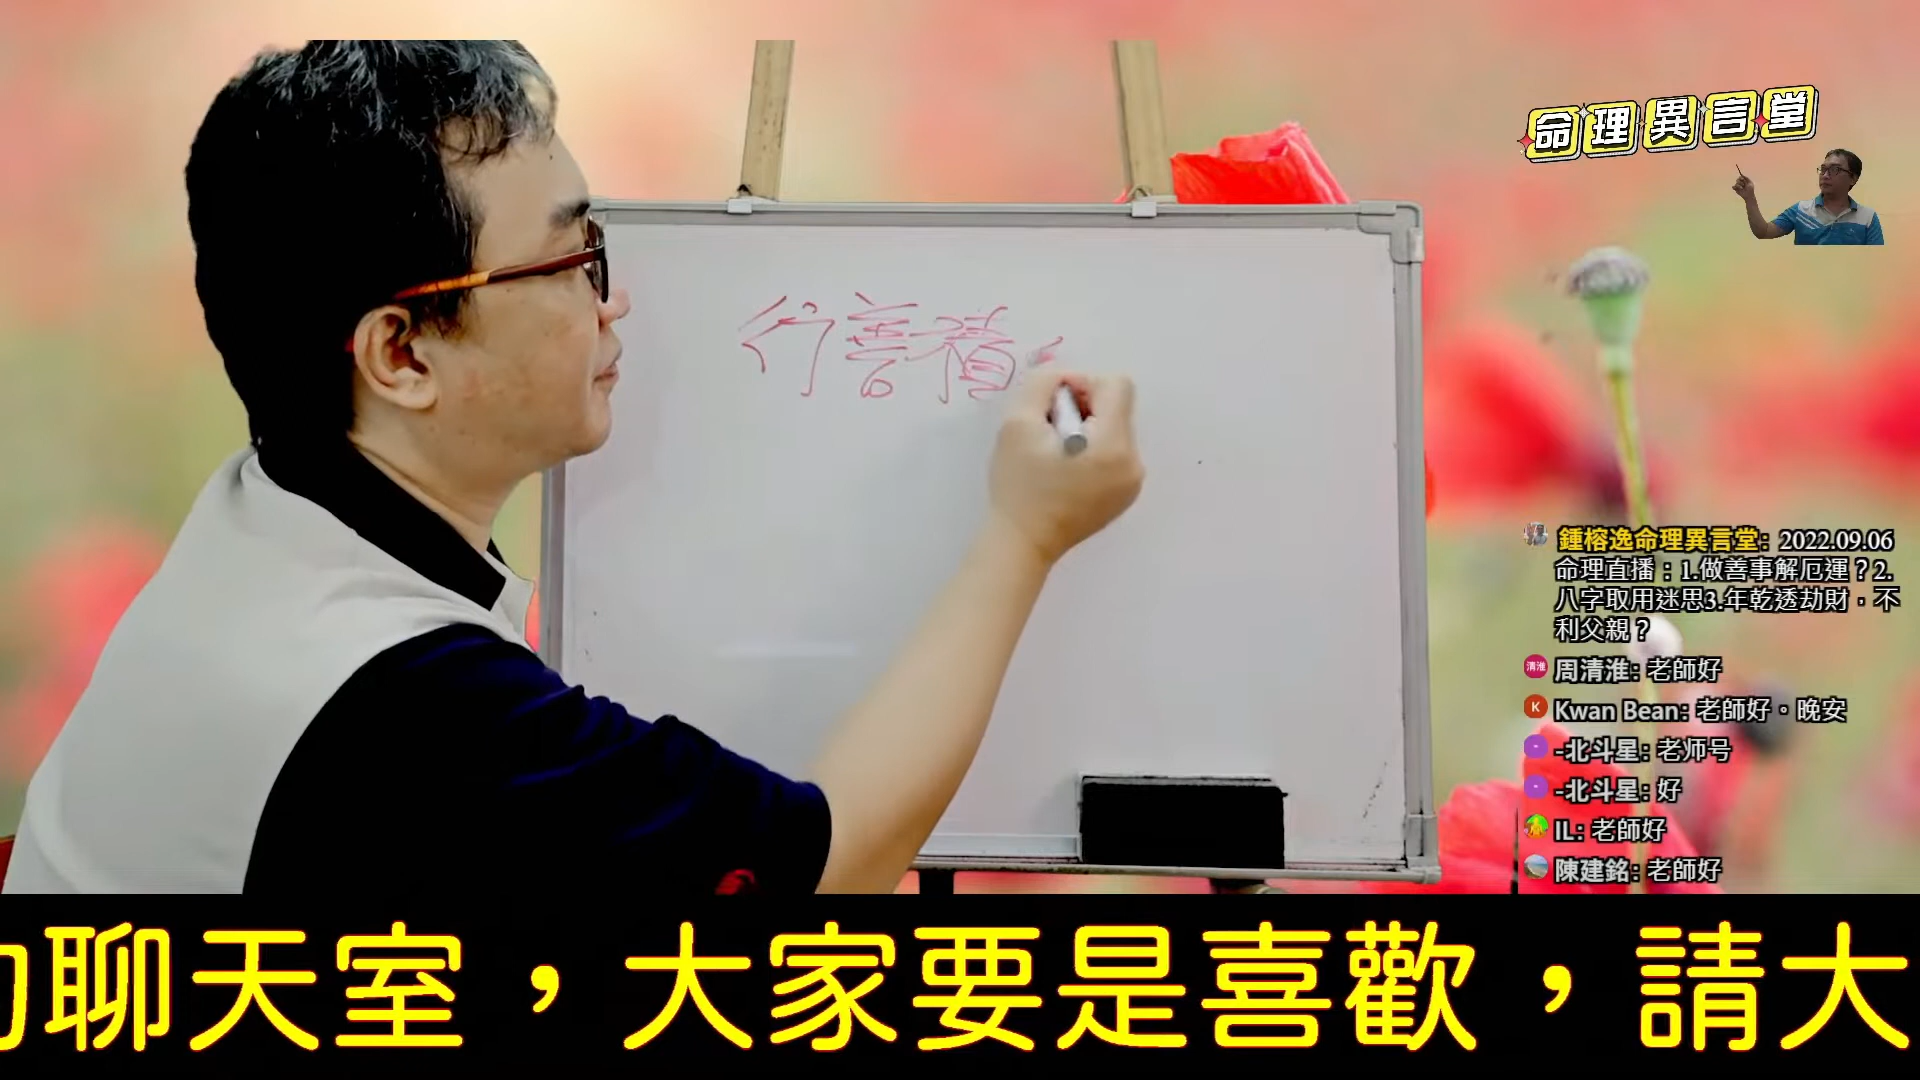 命理異言堂
行善積
鍾榕逸命理異言堂: 2022.09.06
命理直播：1.做善事解厄運？2.
八字取用迷思3.年乾透劫財．不
利父親？
清淮 周清淮: 老師好
K Kwan Bean: 老師好。晚安
-北斗星: 老师号
-北斗星: 好
IL: 老師好
陳建銘: 老師好
聊天室，大家要是喜歡，請大